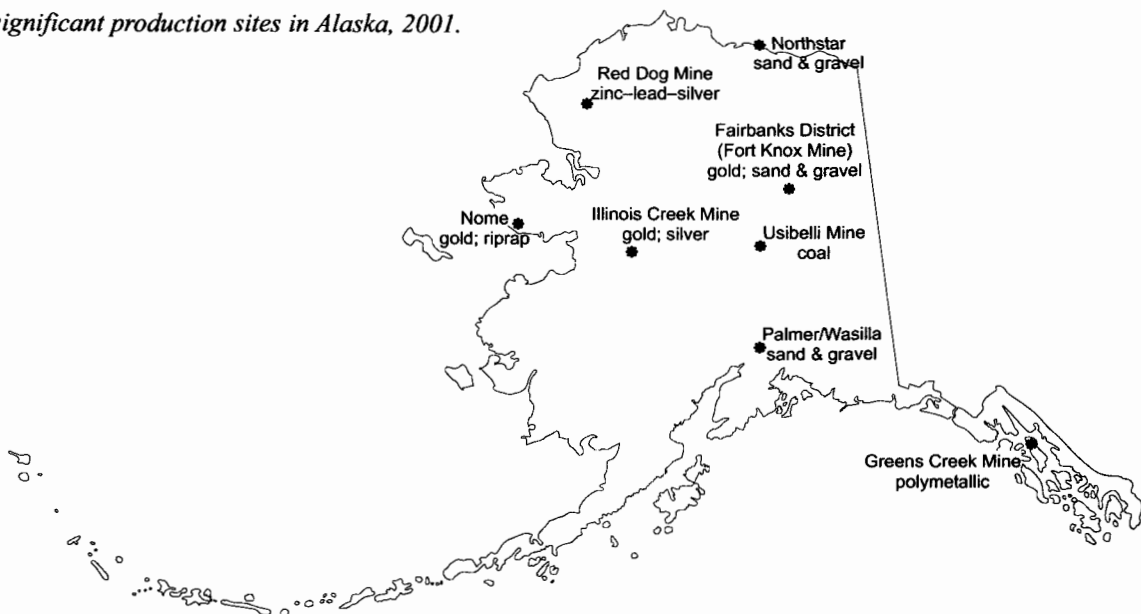 significant production sites in Alaska, 2001.
Northstar
sand & gravel
Red Dog Mine
zinc–lead–silver
Fairbanks District
(Fort Knox Mine)
gold; sand & gravel
Nome
gold; riprap
Illinois Creek Mine
gold; silver
Usibelli Mine
coal
Palmer/Wasilla
sand & gravel
Greens Creek Mine
polymetallic